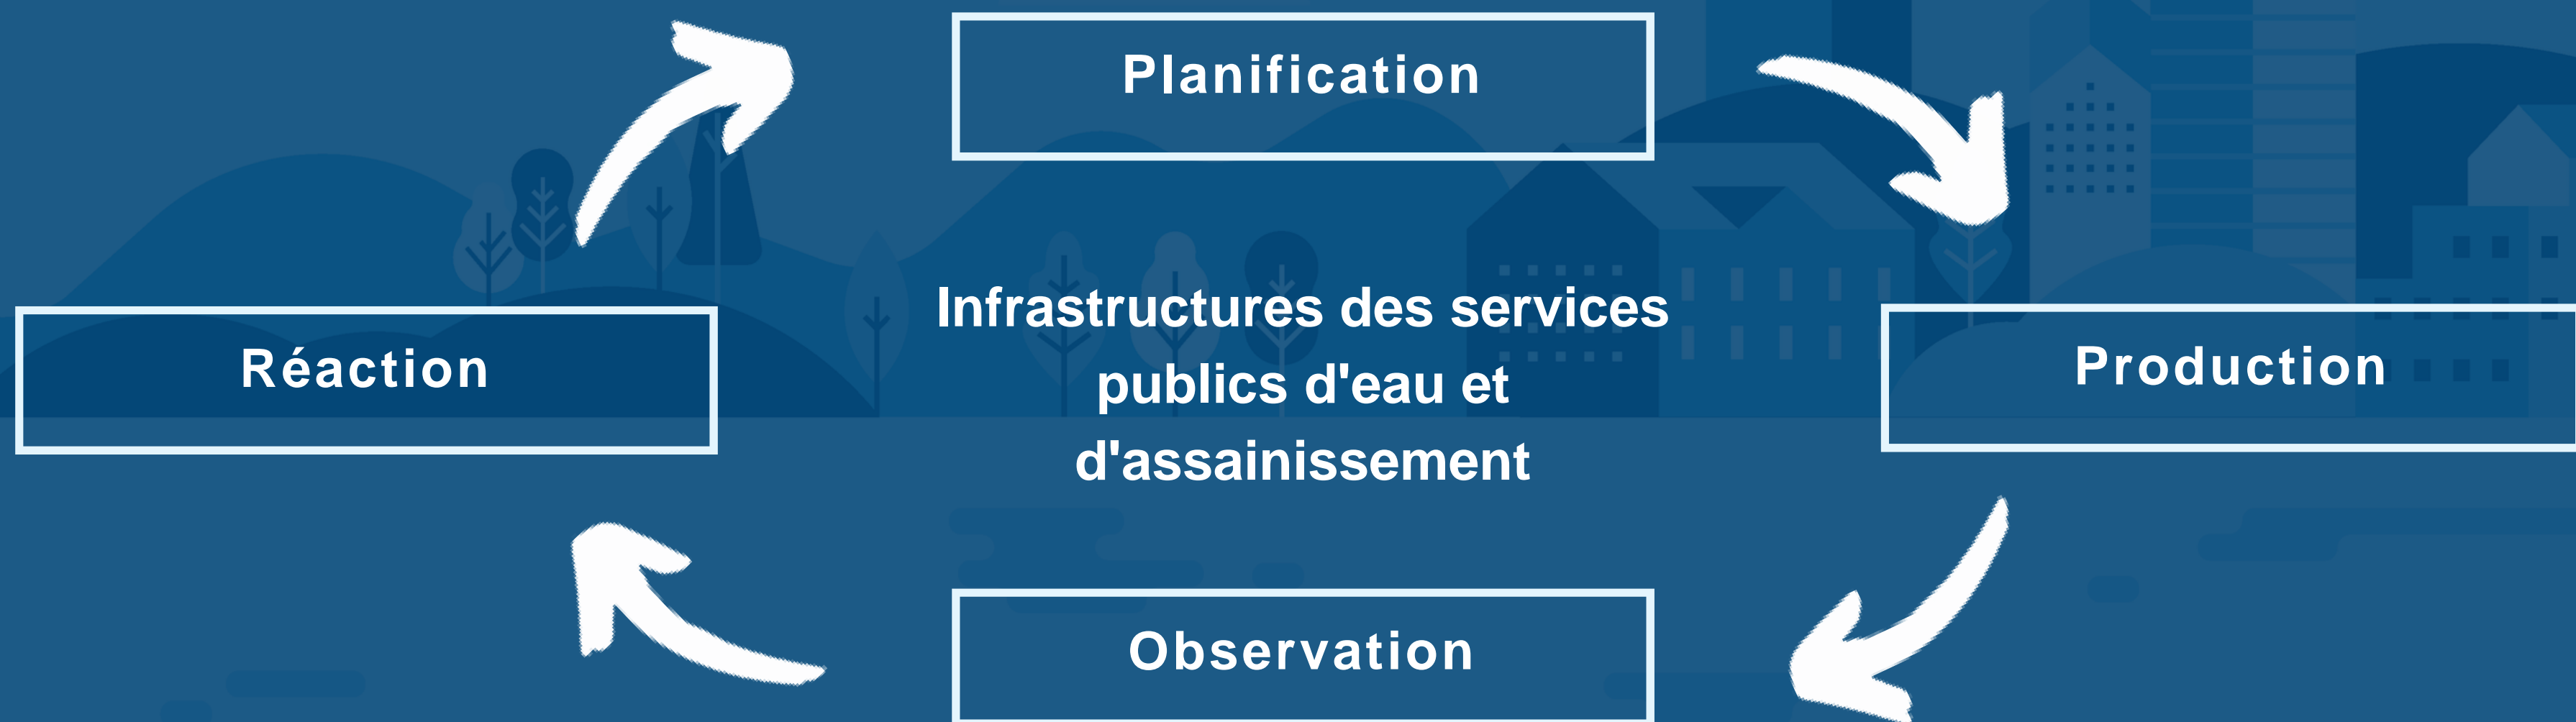 Planification
Infrastructures des services
publics d'eau et
d'assainissement
Réaction
Production
Observation